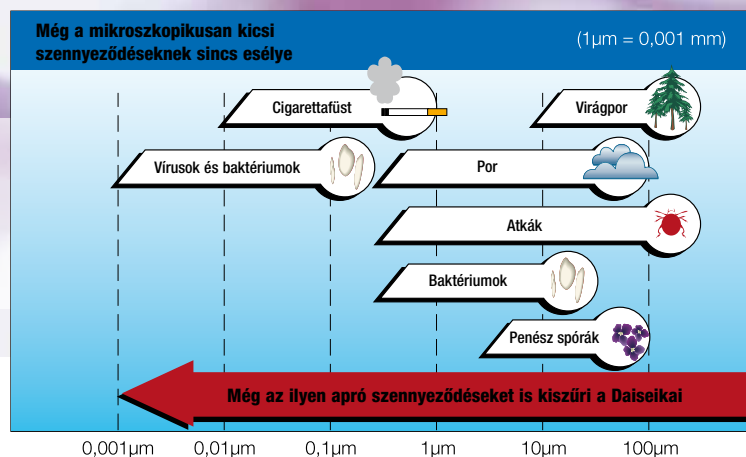 Még a mikroszkopikusan kicsi
szennyeződéseknek sincs esélye
(1µm = 0,001 mm)
Cigarettafüst
Virágpor
Vírusok és baktériumok
Por
Atkák
Baktériumok
Penész spórák
Még az ilyen apró szennyeződéseket is kiszűri a Daiseikai
0,001µm 0,01µm 0,1µm 1µm 10µm 100µm